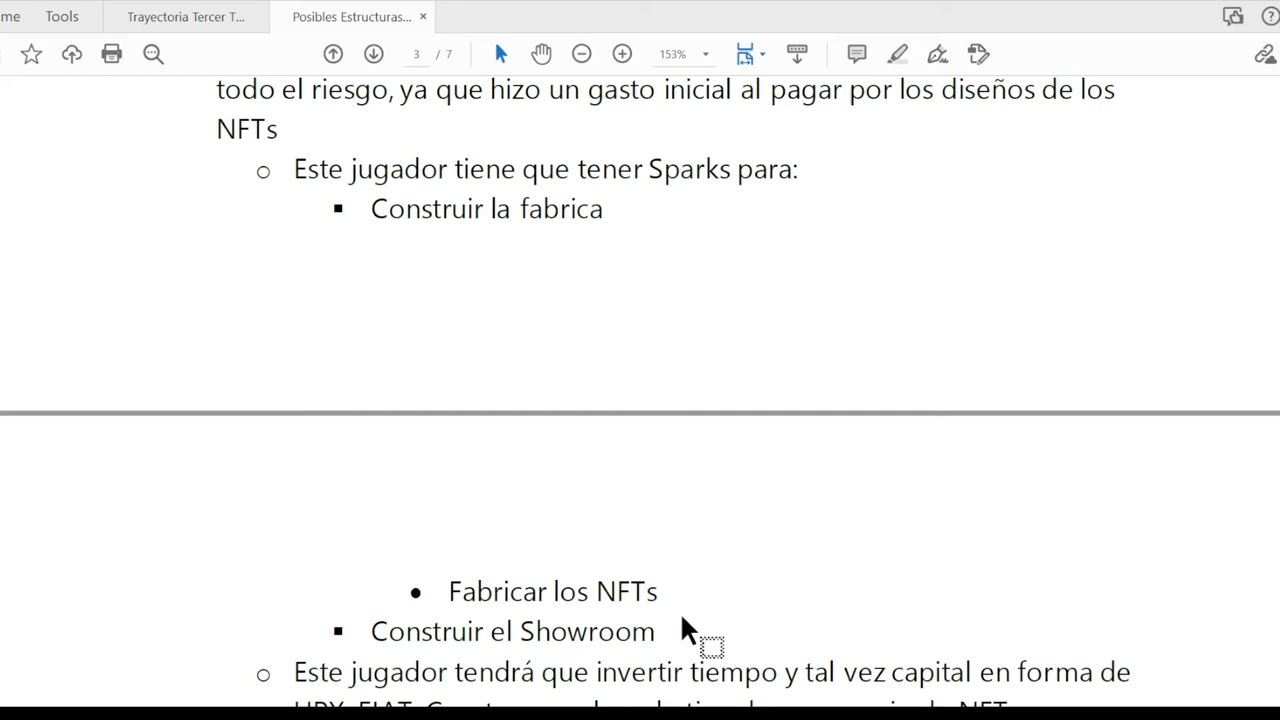 me Tools Trayectoria Tercer T... Posibles Estructuras... ×
3 / 7 153%
todo el riesgo, ya que hizo un gasto inicial al pagar por los diseños de los
NFTs
o Este jugador tiene que tener Sparks para:
▪ Construir la fabrica
• Fabricar los NFTs
▪ Construir el Showroom
o Este jugador tendrá que invertir tiempo y tal vez capital en forma de